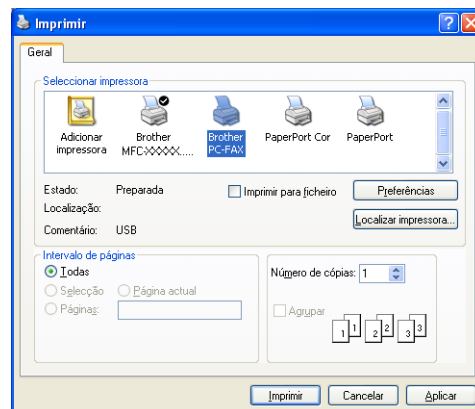 Imprimir
Geral
Seleccionar impressora
Adicionar impressora
Brother MFC-XXXXX.....
Brother PC-FAX
PaperPort Cor
PaperPort
Estado: Preparada
Imprimir para ficheiro
Preferências
Localização:
Localizar impressora...
Comentário: USB
Intervalo de páginas
Todas
Selecção Página actual
Páginas:
Número de cópias: 1
Agrupar
1 1 2 2 3 3
Imprimir Cancelar Aplicar